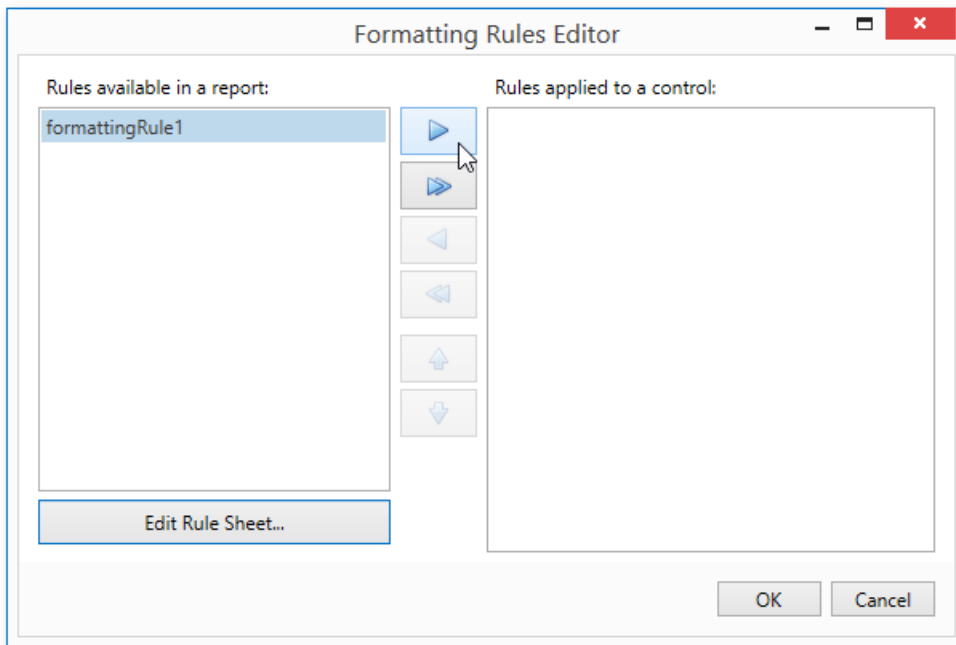 Formatting Rules Editor
Rules available in a report:
Rules applied to a control:
formattingRule1
Edit Rule Sheet...
OK
Cancel